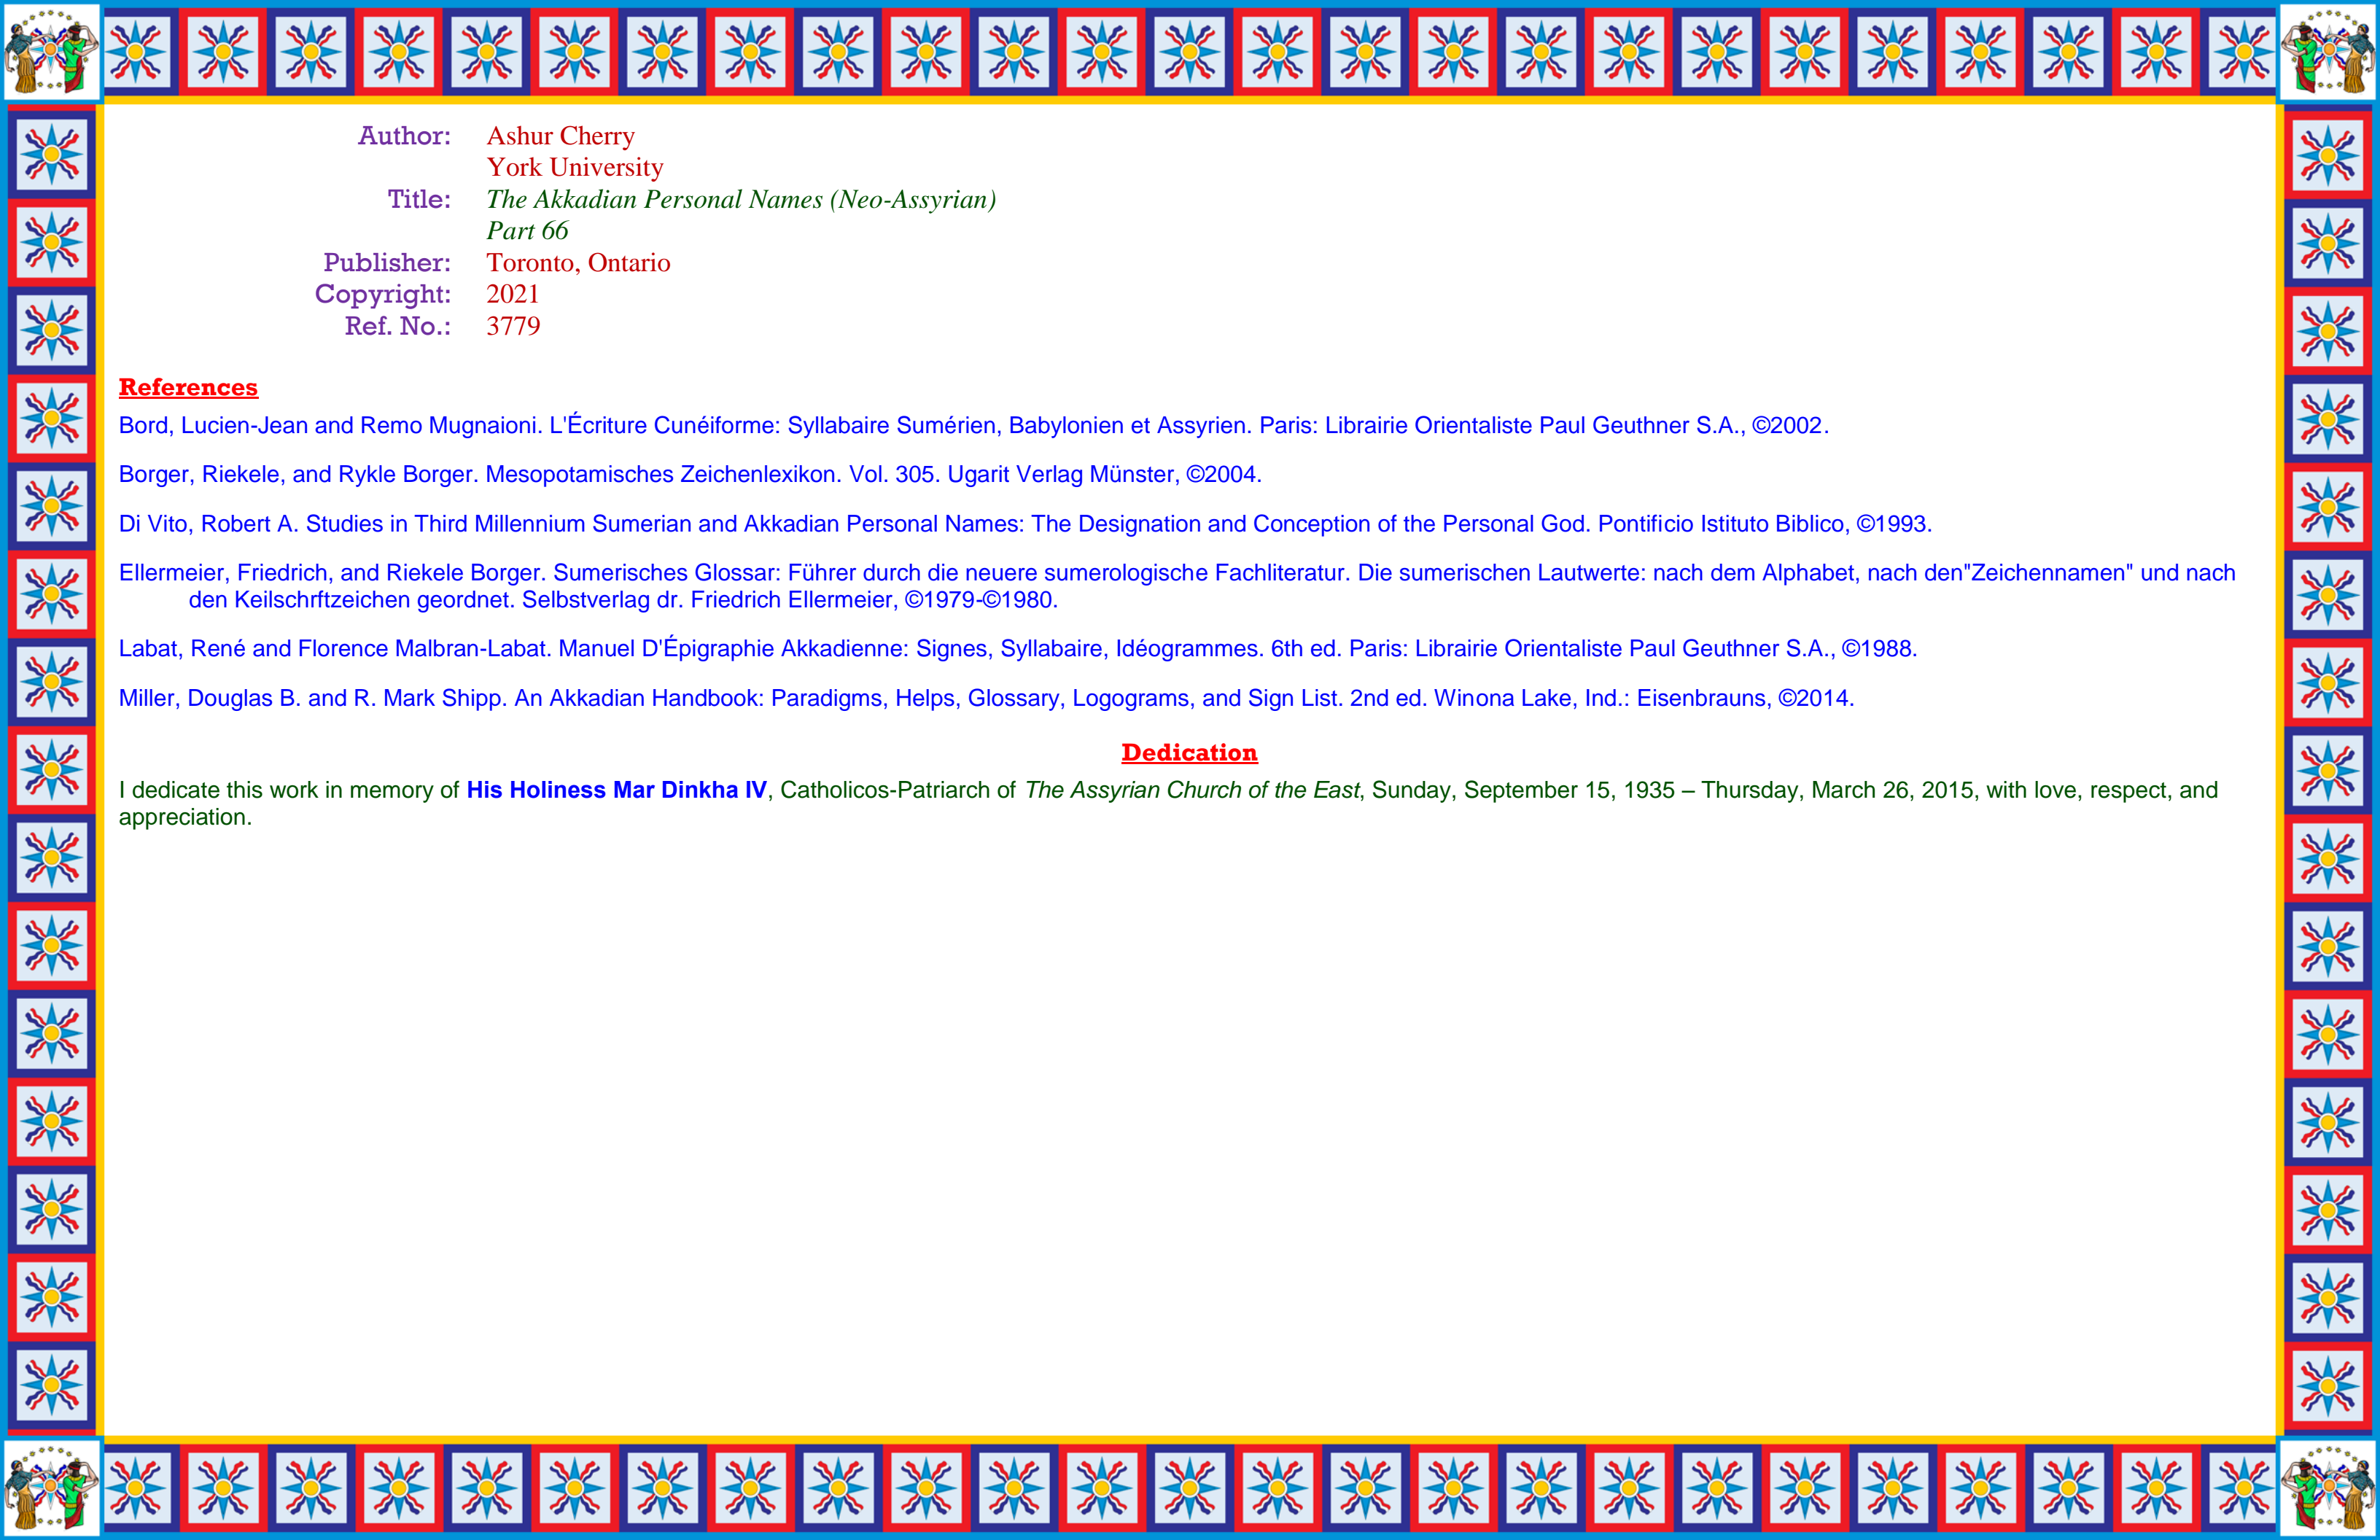 Author: Ashur Cherry
York University
Title: The Akkadian Personal Names (Neo-Assyrian)
Part 66
Publisher: Toronto, Ontario
Copyright: 2021
Ref. No.: 3779
References
Bord, Lucien-Jean and Remo Mugnaioni. L'Écriture Cunéiforme: Syllabaire Sumérien, Babylonien et Assyrien. Paris: Librairie Orientaliste Paul Geuthner S.A., ©2002.
Borger, Riekele, and Rykle Borger. Mesopotamisches Zeichenlexikon. Vol. 305. Ugarit Verlag Münster, ©2004.
Di Vito, Robert A. Studies in Third Millennium Sumerian and Akkadian Personal Names: The Designation and Conception of the Personal God. Pontificio Istituto Biblico, ©1993.
Ellermeier, Friedrich, and Riekele Borger. Sumerisches Glossar: Führer durch die neuere sumerologische Fachliteratur. Die sumerischen Lautwerte: nach dem Alphabet, nach den"Zeichennamen" und nach
den Keilschrftzeichen geordnet. Selbstverlag dr. Friedrich Ellermeier, ©1979-©1980.
Labat, René and Florence Malbran-Labat. Manuel D'Épigraphie Akkadienne: Signes, Syllabaire, Idéogrammes. 6th ed. Paris: Librairie Orientaliste Paul Geuthner S.A., ©1988.
Miller, Douglas B. and R. Mark Shipp. An Akkadian Handbook: Paradigms, Helps, Glossary, Logograms, and Sign List. 2nd ed. Winona Lake, Ind.: Eisenbrauns, ©2014.
Dedication
I dedicate this work in memory of His Holiness Mar Dinkha IV, Catholicos-Patriarch of The Assyrian Church of the East, Sunday, September 15, 1935 – Thursday, March 26, 2015, with love, respect, and
appreciation.